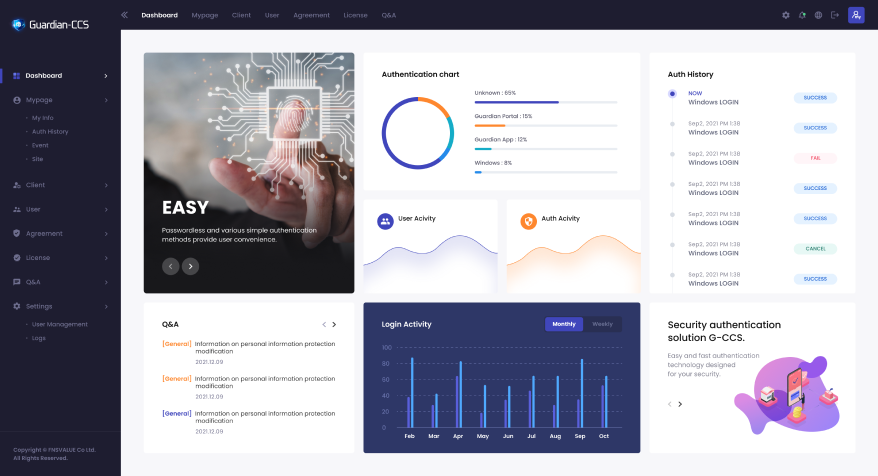 Guardian-CCS
Dashboard Mypage Client User Agreement License Q&A
Dashboard
Mypage
My Info
Auth History
Event
Site
Client
User
Agreement
License
Q&A
Settings
User Management
Logs
Copyright © FNSVALUE Co Ltd.
All Rights Reserved.
EASY
Passwordless and various simple authentication
methods provide user convenience.
Authentication chart
Unknown : 65%
Guardian Portal : 15%
Guardian App : 12%
Windows : 8%
User Acivity
Auth Acivity
Auth History
NOW
Windows LOGIN
SUCCESS
Sep2, 2021 PM 1:38
Windows LOGIN
SUCCESS
Sep2, 2021 PM 1:38
Windows LOGIN
FAIL
Sep2, 2021 PM 1:38
Windows LOGIN
SUCCESS
Sep2, 2021 PM 1:38
Windows LOGIN
SUCCESS
Sep2, 2021 PM 1:38
Windows LOGIN
CANCEL
Sep2, 2021 PM 1:38
Windows LOGIN
SUCCESS
Q&A
[General] Information on personal information protection
modification
2021.12.09
[General] Information on personal information protection
modification
2021.12.09
[General] Information on personal information protection
modification
2021.12.09
Login Activity
Monthly Weekly
100
80
60
40
20
0
Feb Mar Apr May Jun Jul Aug Sep Oct
Security authentication
solution G-CCS.
Easy and fast authentication
technology designed
for your security.